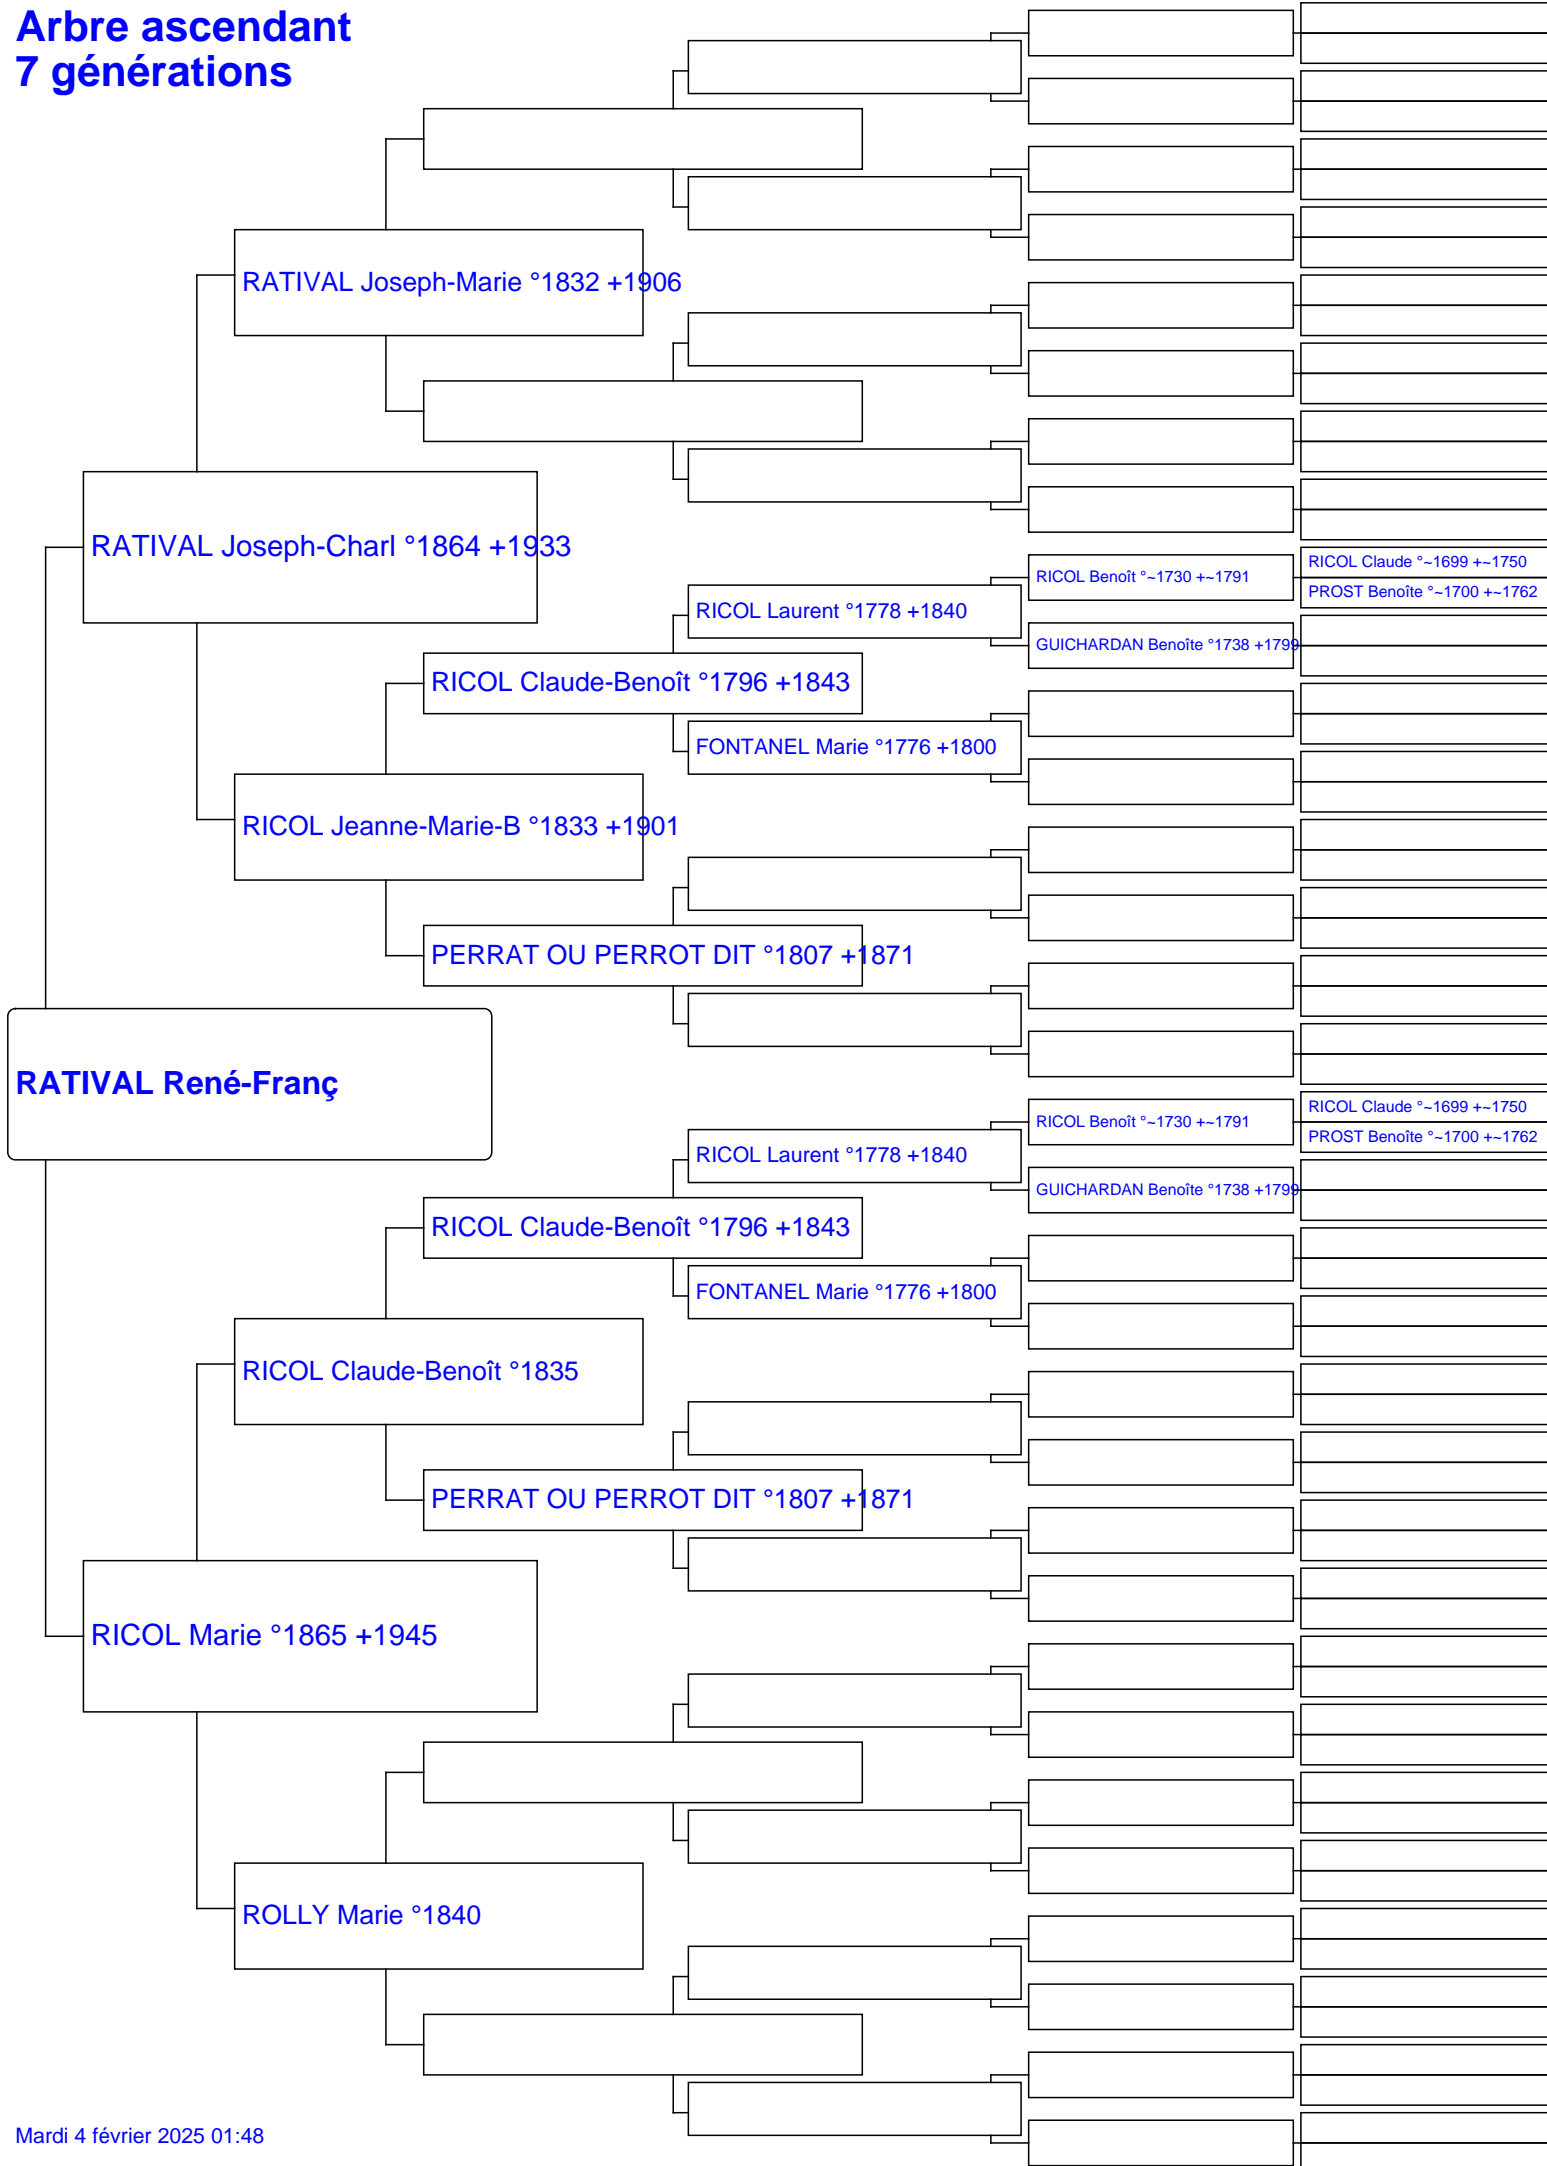 Arbre ascendant
7 générations
RATIVAL Joseph-Marie °1832 +1906
RATIVAL Joseph-Charl °1864 +1933
RICOL Claude °~1699 +~1750
RICOL Benoît °~1730 +~1791
PROST Benoîte °~1700 +~1762
RICOL Laurent °1778 +1840
GUICHARDAN Benoîte °1738 +1799
RICOL Claude-Benoît °1796 +1843
FONTANEL Marie °1776 +1800
RICOL Jeanne-Marie-B °1833 +1901
PERRAT OU PERROT DIT °1807 +1871
RATIVAL René-Franç
RICOL Claude °~1699 +~1750
RICOL Benoît °~1730 +~1791
PROST Benoîte °~1700 +~1762
RICOL Laurent °1778 +1840
GUICHARDAN Benoîte °1738 +1799
RICOL Claude-Benoît °1796 +1843
FONTANEL Marie °1776 +1800
RICOL Claude-Benoît °1835
PERRAT OU PERROT DIT °1807 +1871
RICOL Marie °1865 +1945
ROLLY Marie °1840
Mardi 4 février 2025 01:48